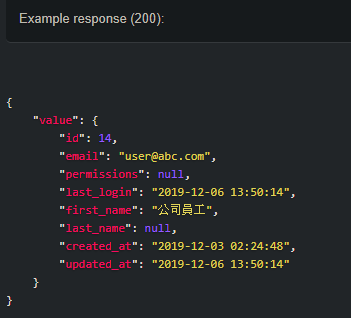 Example response (200):
{
    "value": {
        "id": 14,
        "email": "user@abc.com",
        "permissions": null,
        "last_login": "2019-12-06 13:50:14",
        "first_name": "公司員工",
        "last_name": null,
        "created_at": "2019-12-03 02:24:48",
        "updated_at": "2019-12-06 13:50:14"
    }
}